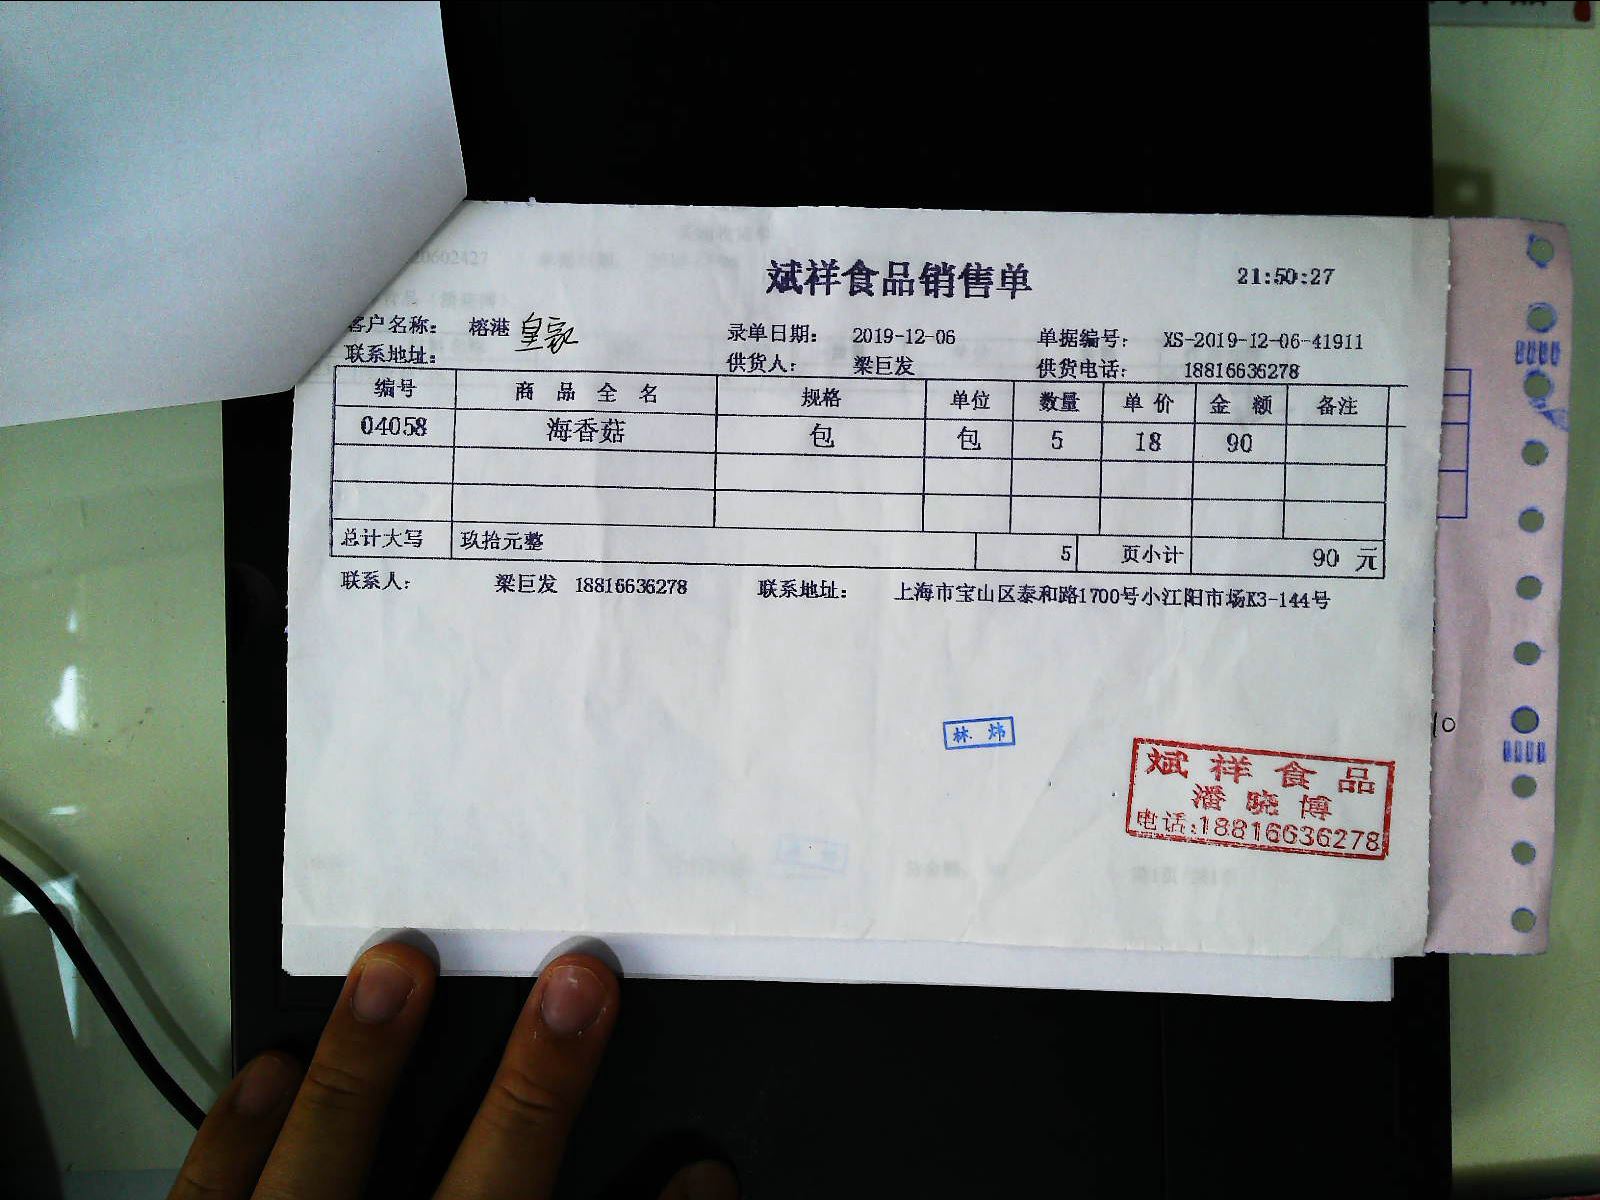 斌祥食品销售单 21:50:27
客户名称： 榕港 皇家 录单日期： 2019-12-06 单据编号： XS-2019-12-06-41911
联系地址： 供货人： 梁巨发 供货电话： 18816636278
编号 商品全名 规格 单位 数量 单价 金额 备注
04058 海香菇 包 包 5 18 90
总计大写 玖拾元整 5 页小计 90 元
联系人： 梁巨发 18816636278 联系地址： 上海市宝山区泰和路1700号小江阳市场K3-144号
林炜
斌祥食品
潘晓博
电话:18816636278